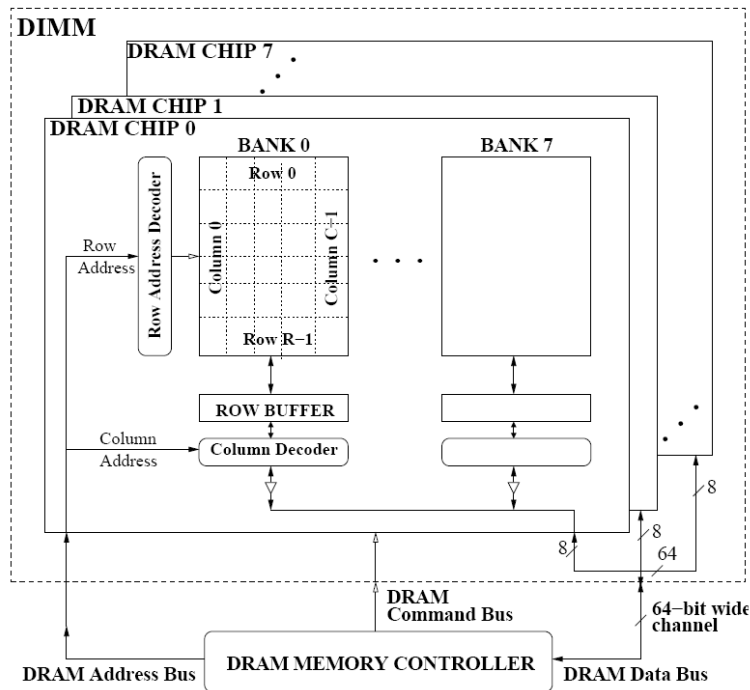 DIMM
DRAM CHIP 7
DRAM CHIP 1
DRAM CHIP 0
BANK 0
BANK 7
Row Address Decoder
Row 0
Column 0
Column C−1
Row
Address
Row R−1
ROW BUFFER
Column
Address
Column Decoder
8
8
8
64
DRAM
Command Bus
64−bit wide
channel
DRAM Address Bus
DRAM MEMORY CONTROLLER
DRAM Data Bus